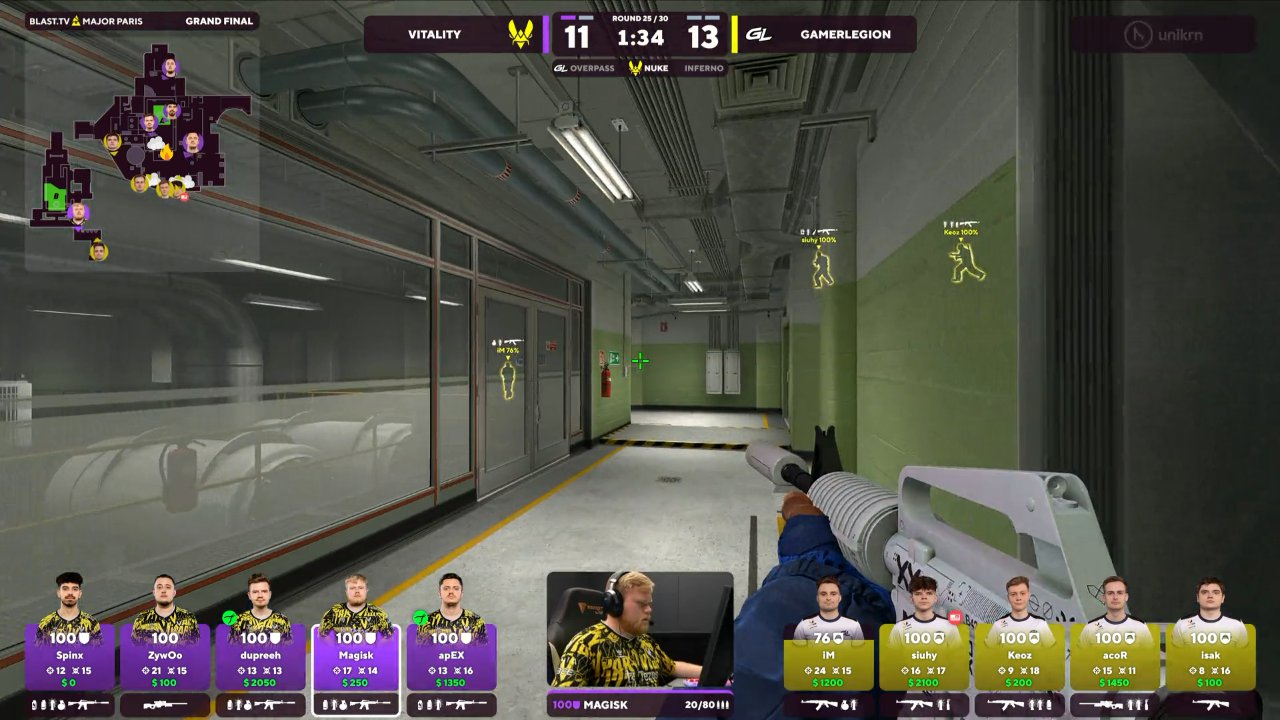 BLAST.TV MAJOR PARIS GRAND FINAL
VITALITY 11 ROUND 25 / 30 1:34 13 GL GAMERLEGION
unikrn
GL OVERPASS NUKE INFERNO
siuhy 100%
Keoz 100%
iM 76%
100 100 100 100 100
Spinx ZywOo dupreeh Magisk apEX
12 15 21 15 13 13 17 14 13 16
$0 $100 $2050 $250 $1350
100 MAGISK 20/80
76 100 100 100 100
iM siuhy Keoz acoR isak
24 15 16 17 9 18 15 11 8 16
$1200 $2100 $200 $1450 $100